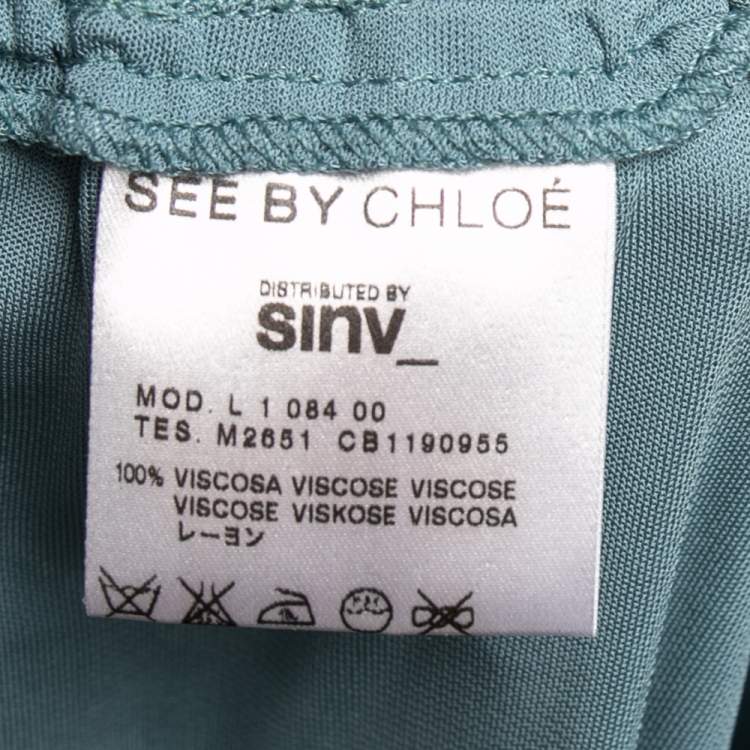 SEE BY CHLOÉ
DISTRIBUTED BY
sinv_
MOD. L 1 084 00
TES. M2651 CB1190955
100% VISCOSA VISCOSE VISCOSE
VISCOSE VISKOSE VISCOSA
レーヨン